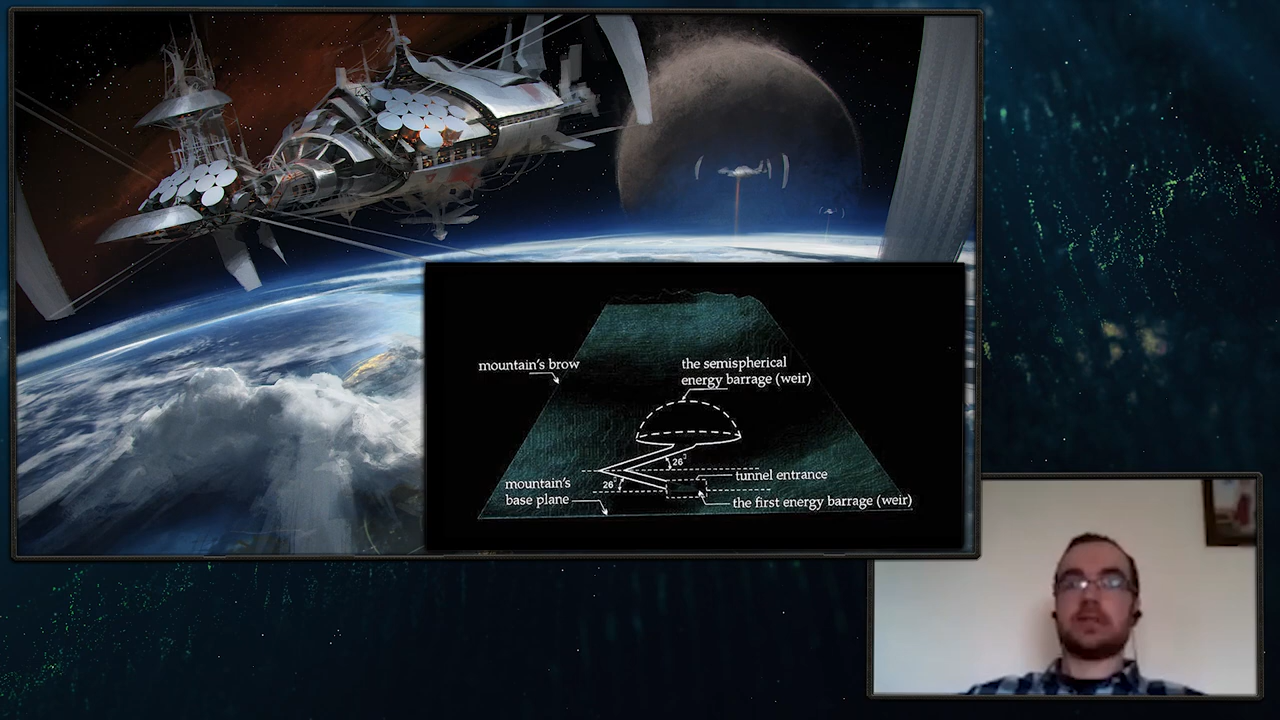 mountain's brow
the semispherical
energy barrage (weir)
26°
tunnel entrance
mountain's
base plane
26°
the first energy barrage (weir)